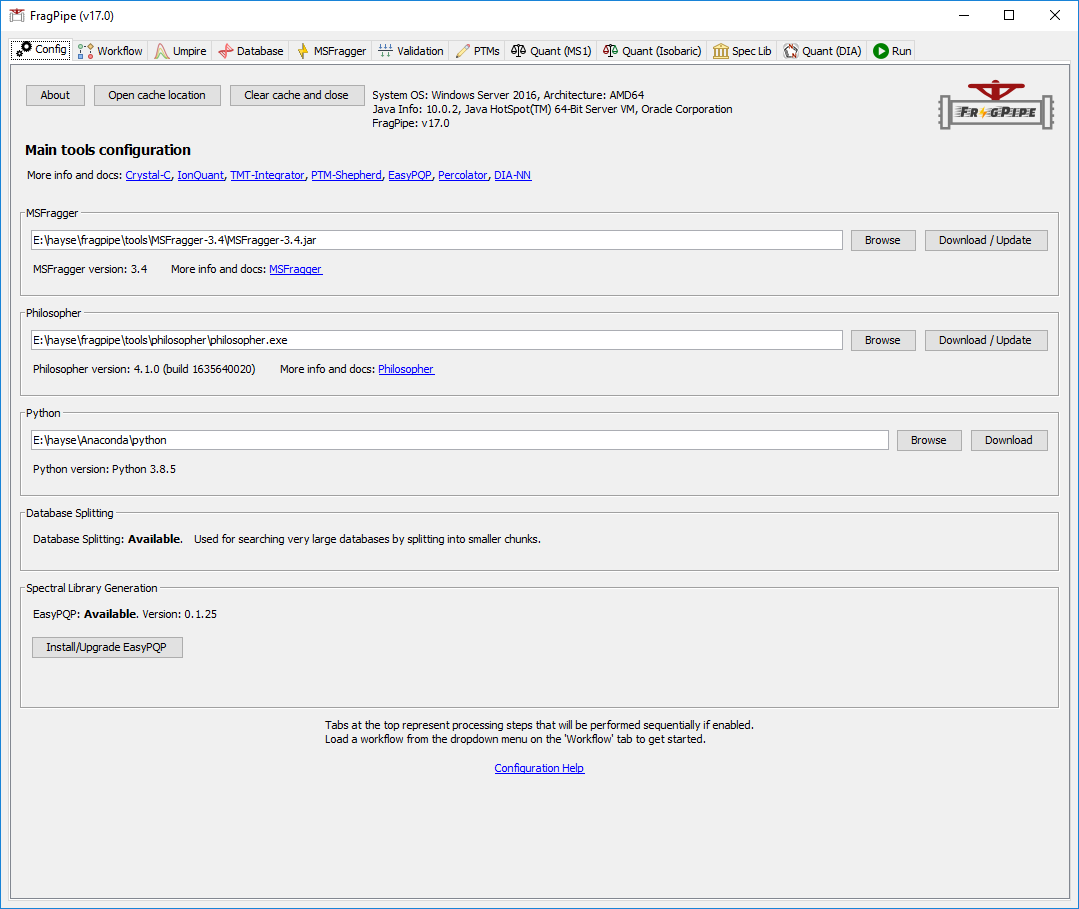 FragPipe (v17.0)
Config Workflow Umpire Database MSFragger Validation PTMs Quant (MS1) Quant (Isobaric) Spec Lib Quant (DIA) Run
About Open cache location Clear cache and close
System OS: Windows Server 2016, Architecture: AMD64
Java Info: 10.0.2, Java HotSpot(TM) 64-Bit Server VM, Oracle Corporation
FragPipe: v17.0
FRAGPIPE
Main tools configuration
More info and docs: Crystal-C, IonQuant, TMT-Integrator, PTM-Shepherd, EasyPQP, Percolator, DIA-NN
MSFragger
E:\hayse\fragpipe\tools\MSFragger-3.4\MSFragger-3.4.jar Browse Download / Update
MSFragger version: 3.4 More info and docs: MSFragger
Philosopher
E:\hayse\fragpipe\tools\philosopher\philosopher.exe Browse Download / Update
Philosopher version: 4.1.0 (build 1635640020) More info and docs: Philosopher
Python
E:\hayse\Anaconda\python Browse Download
Python version: Python 3.8.5
Database Splitting
Database Splitting: Available. Used for searching very large databases by splitting into smaller chunks.
Spectral Library Generation
EasyPQP: Available. Version: 0.1.25
Install/Upgrade EasyPQP
Tabs at the top represent processing steps that will be performed sequentially if enabled.
Load a workflow from the dropdown menu on the 'Workflow' tab to get started.
Configuration Help